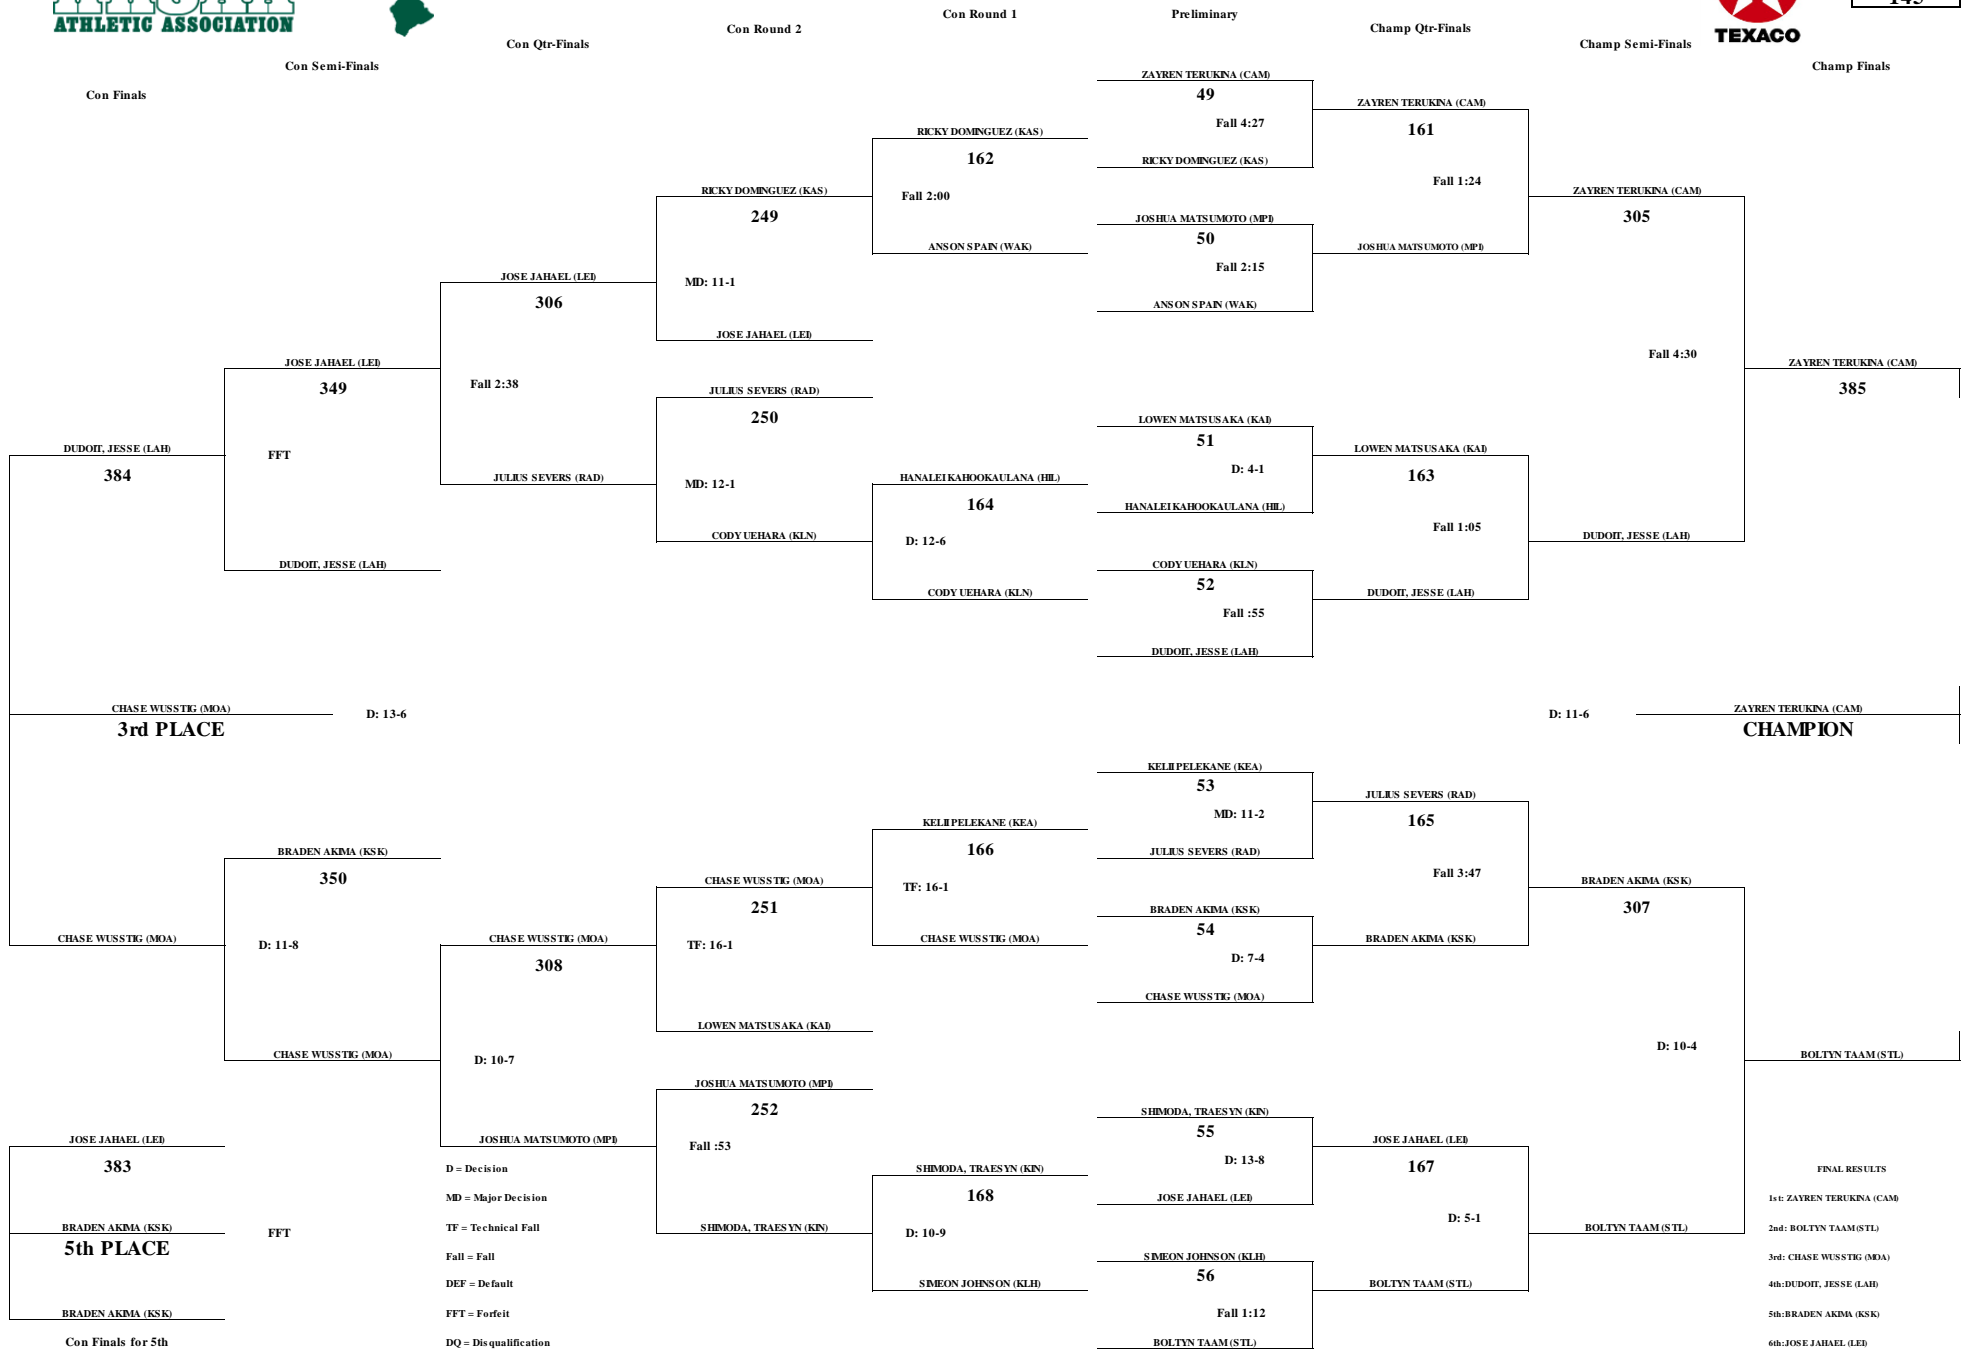 ATHLETIC ASSOCIATION
TEXACO
Con Finals
Con Semi-Finals
Con Qtr-Finals
Con Round 2
Con Round 1
Preliminary
Champ Qtr-Finals
Champ Semi-Finals
Champ Finals
ZAYREN TERUKINA (CAM)
49
Fall 4:27
RICKY DOMINGUEZ (KAS)
JOSHUA MATSUMOTO (MPI)
50
Fall 2:15
ANSON SPAIN (WAK)
LOWEN MATSUSAKA (KAI)
51
D: 4-1
HANALEI KAHOOKAULANA (HIL)
CODY UEHARA (KLN)
52
Fall :55
DUDOIT, JESSE (LAH)
KELII PELEKANE (KEA)
53
MD: 11-2
JULIUS SEVERS (RAD)
BRADEN AKIMA (KSK)
54
D: 7-4
CHASE WUSSTIG (MOA)
SHIMODA, TRAESYN (KIN)
55
D: 13-8
JOSE JAHAEL (LEI)
SIMEON JOHNSON (KLH)
56
Fall 1:12
BOLTYN TAAM (STL)
ZAYREN TERUKINA (CAM)
161
Fall 1:24
JOSHUA MATSUMOTO (MPI)
LOWEN MATSUSAKA (KAI)
163
Fall 1:05
DUDOIT, JESSE (LAH)
JULIUS SEVERS (RAD)
165
Fall 3:47
BRADEN AKIMA (KSK)
JOSE JAHAEL (LEI)
167
D: 5-1
BOLTYN TAAM (STL)
ZAYREN TERUKINA (CAM)
305
Fall 4:30
DUDOIT, JESSE (LAH)
BRADEN AKIMA (KSK)
307
D: 10-4
BOLTYN TAAM (STL)
ZAYREN TERUKINA (CAM)
385
D: 11-6
ZAYREN TERUKINA (CAM)
CHAMPION
BOLTYN TAAM (STL)
RICKY DOMINGUEZ (KAS)
162
Fall 2:00
ANSON SPAIN (WAK)
HANALEI KAHOOKAULANA (HIL)
164
D: 12-6
CODY UEHARA (KLN)
KELII PELEKANE (KEA)
166
TF: 16-1
CHASE WUSSTIG (MOA)
SHIMODA, TRAESYN (KIN)
168
D: 10-9
SIMEON JOHNSON (KLH)
RICKY DOMINGUEZ (KAS)
249
MD: 11-1
JOSE JAHAEL (LEI)
JULIUS SEVERS (RAD)
250
MD: 12-1
CODY UEHARA (KLN)
CHASE WUSSTIG (MOA)
251
TF: 16-1
LOWEN MATSUSAKA (KAI)
JOSHUA MATSUMOTO (MPI)
252
Fall :53
SHIMODA, TRAESYN (KIN)
JOSE JAHAEL (LEI)
306
Fall 2:38
JULIUS SEVERS (RAD)
CHASE WUSSTIG (MOA)
308
D: 10-7
JOSHUA MATSUMOTO (MPI)
JOSE JAHAEL (LEI)
349
FFT
DUDOIT, JESSE (LAH)
BRADEN AKIMA (KSK)
350
D: 11-8
CHASE WUSSTIG (MOA)
DUDOIT, JESSE (LAH)
384
CHASE WUSSTIG (MOA)
3rd PLACE
D: 13-6
CHASE WUSSTIG (MOA)
JOSE JAHAEL (LEI)
383
BRADEN AKIMA (KSK)
5th PLACE
FFT
BRADEN AKIMA (KSK)
Con Finals for 5th
D = Decision
MD = Major Decision
TF = Technical Fall
Fall = Fall
DEF = Default
FFT = Forfeit
DQ = Disqualification
FINAL RESULTS
1st: ZAYREN TERUKINA (CAM)
2nd: BOLTYN TAAM (STL)
3rd: CHASE WUSSTIG (MOA)
4th:DUDOIT, JESSE (LAH)
5th:BRADEN AKIMA (KSK)
6th:JOSE JAHAEL (LEI)